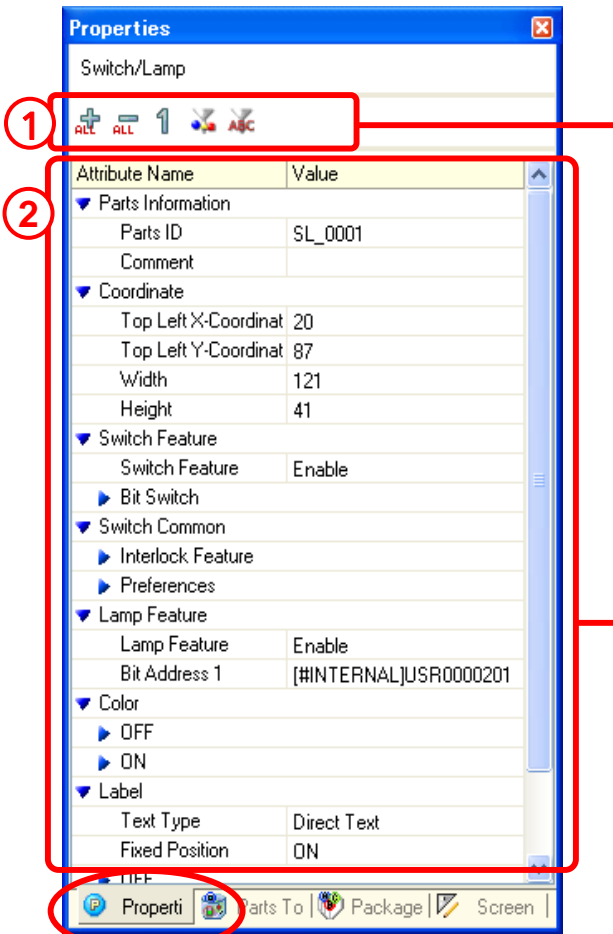 Properties
Switch/Lamp
1 ALL ALL 1 ABC
2
Attribute Name Value
Parts Information
Parts ID SL_0001
Comment
Coordinate
Top Left X-Coordinat 20
Top Left Y-Coordinat 87
Width 121
Height 41
Switch Feature
Switch Feature Enable
Bit Switch
Switch Common
Interlock Feature
Preferences
Lamp Feature
Lamp Feature Enable
Bit Address 1 [#INTERNAL]USR0000201
Color
OFF
ON
Label
Text Type Direct Text
Fixed Position ON
OFF
P Properti Parts To Package Screen